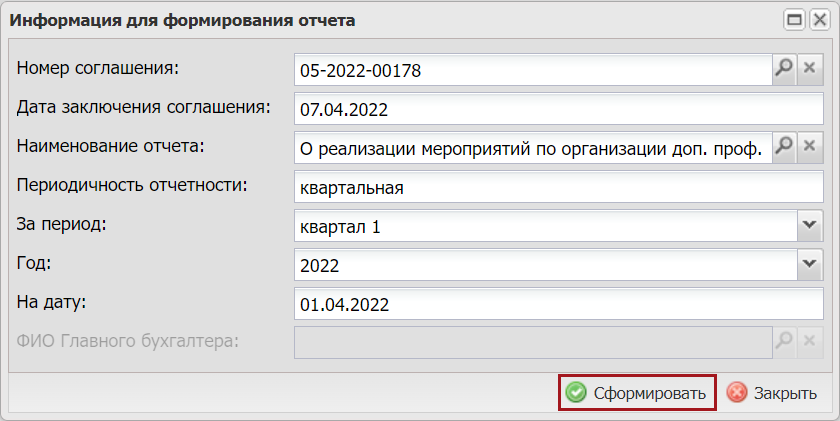 Информация для формирования отчета
Номер соглашения: 05-2022-00178
Дата заключения соглашения: 07.04.2022
Наименование отчета: О реализации мероприятий по организации доп. проф.
Периодичность отчетности: квартальная
За период: квартал 1
Год: 2022
На дату: 01.04.2022
ФИО Главного бухгалтера:
Сформировать Закрыть